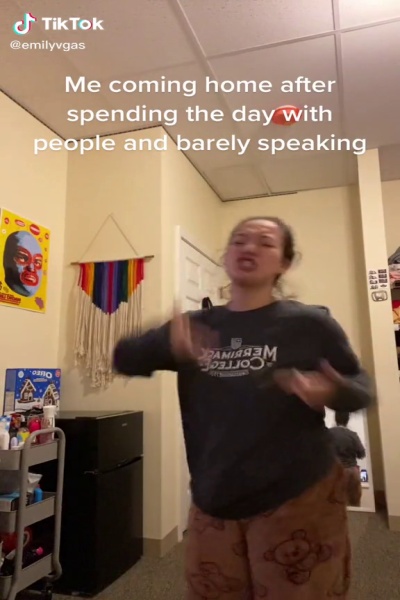 TikTok
@emilyvgas
Me coming home after
spending the day with
people and barely speaking
MERRIMACK
COLLEGE